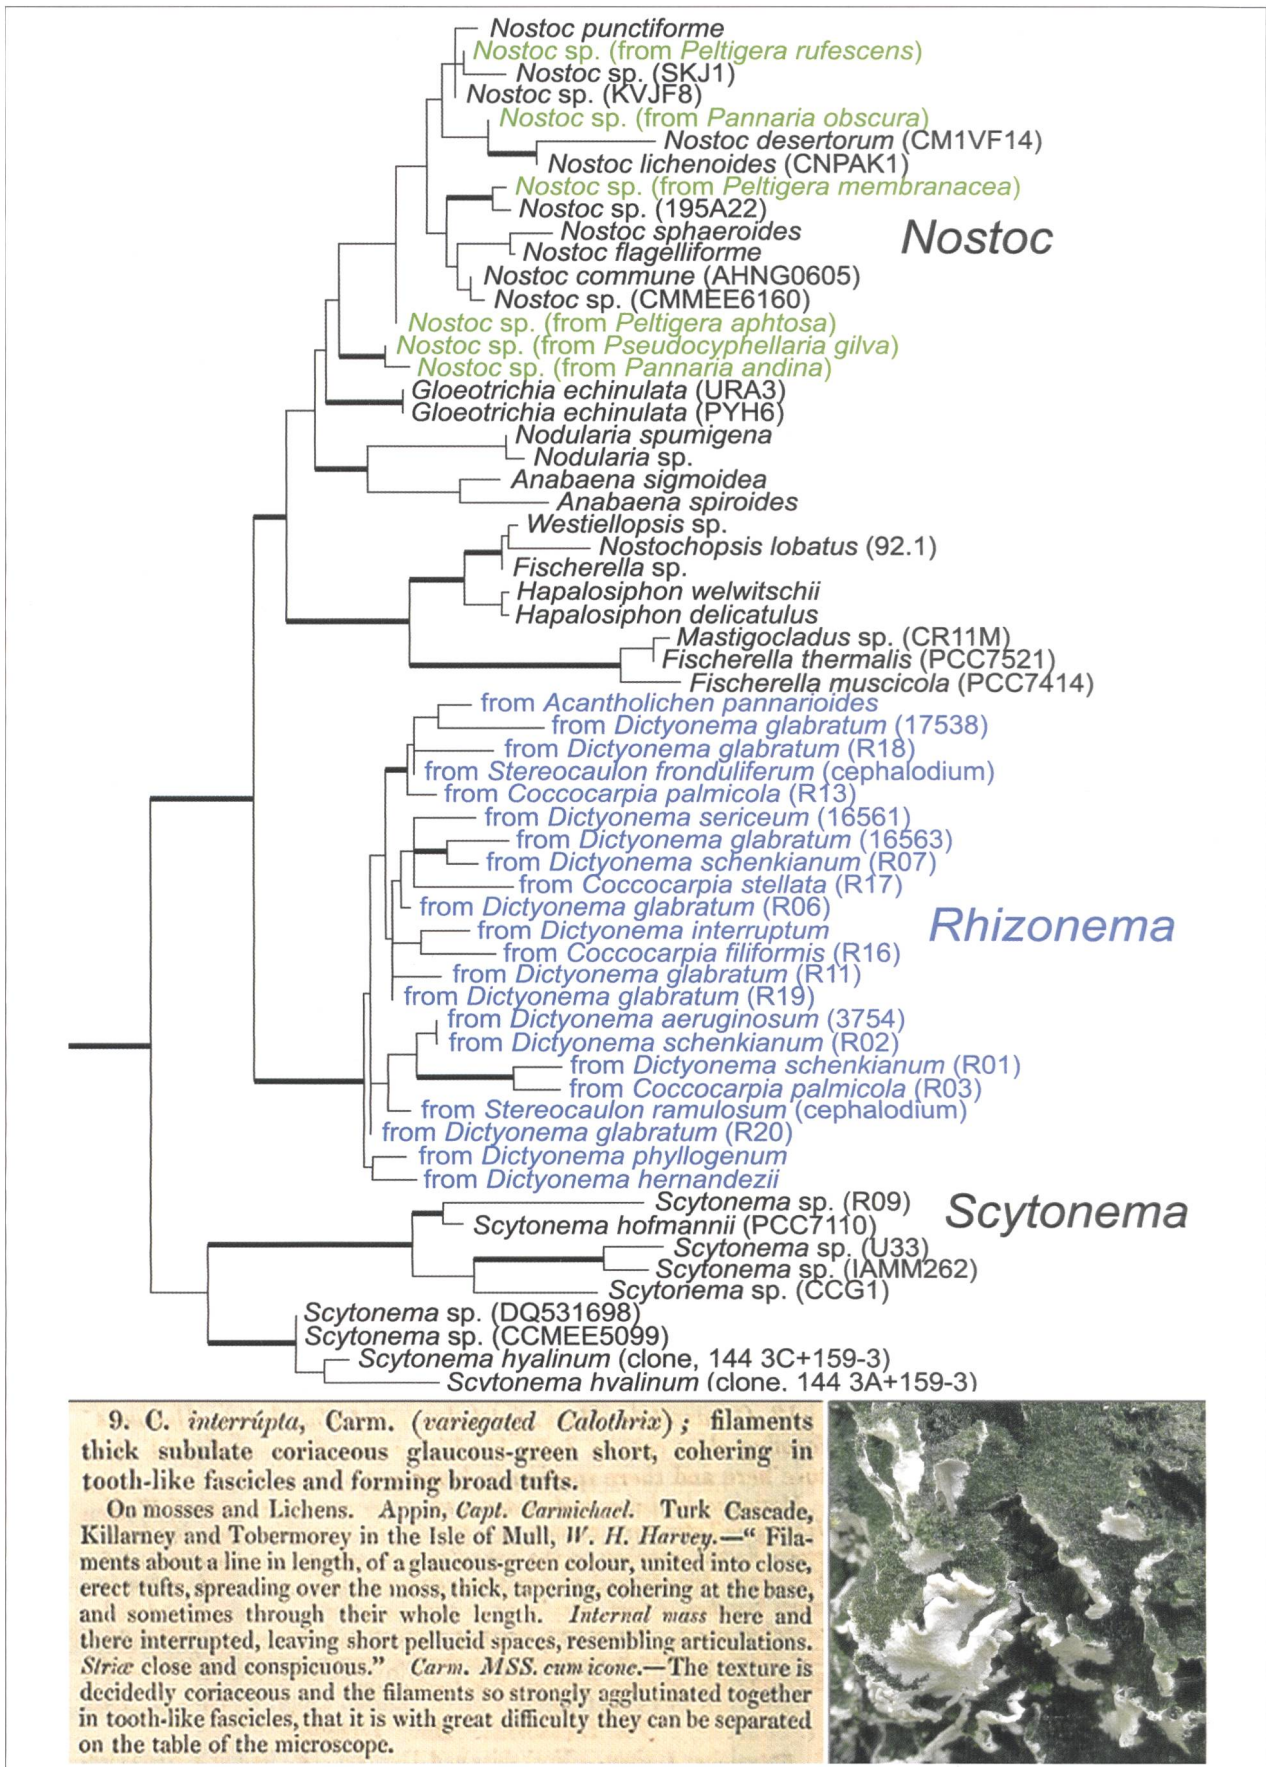 Nostoc punctiforme
Nostoc sp. (from Peltigera rufescens)
Nostoc sp. (SKJ1)
Nostoc sp. (KVJF8)
Nostoc sp. (from Pannaria obscura)
Nostoc desertorum (CM1VF14)
Nostoc lichenoides (CNPAK1)
Nostoc sp. (from Peltigera membranacea)
Nostoc sp. (195A22)
Nostoc sphaeroides
Nostoc
Nostoc flagelliforme
Nostoc commune (AHNG0605)
Nostoc sp. (CMMEE6160)
Nostoc sp. (from Peltigera aphtosa)
Nostoc sp. (from Pseudocyphellaria gilva)
Nostoc sp. (from Pannaria andina)
Gloeotrichia echinulata (URA3)
Gloeotrichia echinulata (PYH6)
Nodularia spumigena
Nodularia sp.
Anabaena sigmoidea
Anabaena spiroides
Westiellopsis sp.
Nostochopsis lobatus (92.1)
Fischerella sp.
Hapalosiphon welwitschii
Hapalosiphon delicatulus
Mastigocladus sp. (CR11M)
Fischerella thermalis (PCC7521)
Fischerella muscicola (PCC7414)
from Acantholichen pannarioides
from Dictyonema glabratum (17538)
from Dictyonema glabratum (R18)
from Stereocaulon fronduliferum (cephalodium)
from Coccocarpia palmicola (R13)
from Dictyonema sericeum (16561)
from Dictyonema glabratum (16563)
from Dictyonema schenkianum (R07)
from Coccocarpia stellata (R17)
from Dictyonema glabratum (R06)
Rhizonema
from Dictyonema interruptum
from Coccocarpia filiformis (R16)
from Dictyonema glabratum (R11)
from Dictyonema glabratum (R19)
from Dictyonema aeruginosum (3754)
from Dictyonema schenkianum (R02)
from Dictyonema schenkianum (R01)
from Coccocarpia palmicola (R03)
from Stereocaulon ramulosum (cephalodium)
from Dictyonema glabratum (R20)
from Dictyonema phyllogenum
from Dictyonema hernandezii
Scytonema sp. (R09)
Scytonema
Scytonema hofmannii (PCC7110)
Scytonema sp. (U33)
Scytonema sp. (IAMM262)
Scytonema sp. (CCG1)
Scytonema sp. (DQ531698)
Scytonema sp. (CCMEE5099)
Scytonema hyalinum (clone, 144 3C+159-3)
Scytonema hyalinum (clone, 144 3A+159-3)
9. C. interrúpta, Carm. (variegated Calothrix) ; filaments
thick subulate coriaceous glaucous-green short, cohering in
tooth-like fascicles and forming broad tufts.
On mosses and Lichens. Appin, Capt. Carmichael. Turk Cascade,
Killarney and Tobermorey in the Isle of Mull, W. H. Harvey.—“ Fila-
ments about a line in length, of a glaucous-green colour, united into close,
erect tufts, spreading over the moss, thick, tapering, cohering at the base,
and sometimes through their whole length. Internal mass here and
there interrupted, leaving short pellucid spaces, resembling articulations.
Striæ close and conspicuous.” Carm. MSS. cum icone.—The texture is
decidedly coriaceous and the filaments so strongly agglutinated together
in tooth-like fascicles, that it is with great difficulty they can be separated
on the table of the microscope.